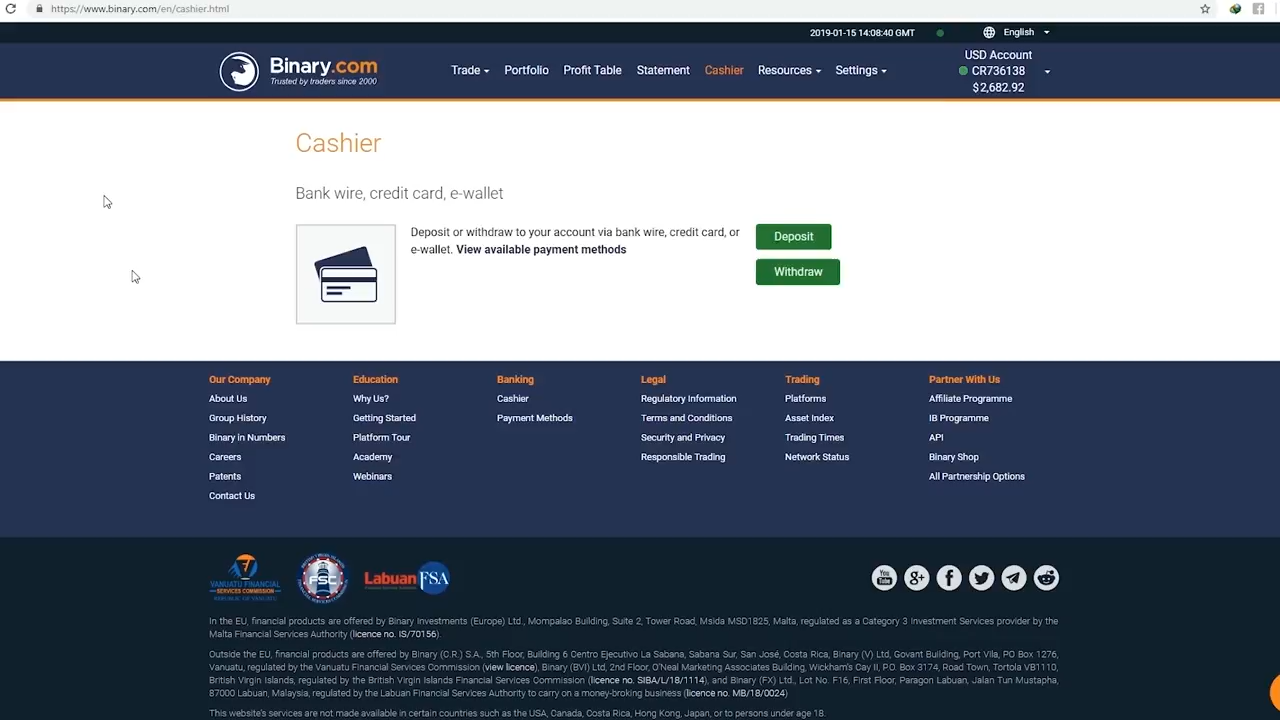 https://www.binary.com/en/cashier.html
2019-01-15 14:08:40 GMT
English
Binary.com
Trusted by traders since 2000
Trade
Portfolio
Profit Table
Statement
Cashier
Resources
Settings
USD Account
CR736138
$2,682.92
Cashier
Bank wire, credit card, e-wallet
Deposit or withdraw to your account via bank wire, credit card, or
e-wallet. View available payment methods
Deposit
Withdraw
Our Company
About Us
Group History
Binary in Numbers
Careers
Patents
Contact Us
Education
Why Us?
Getting Started
Platform Tour
Academy
Webinars
Banking
Cashier
Payment Methods
Legal
Regulatory Information
Terms and Conditions
Security and Privacy
Responsible Trading
Trading
Platforms
Asset Index
Trading Times
Network Status
Partner With Us
Affiliate Programme
IB Programme
API
Binary Shop
All Partnership Options
VANUATU FINANCIAL
SERVICES COMMISSION
REPUBLIC OF VANUATU
FSC
Labuan FSA
You Tube
g+
In the EU, financial products are offered by Binary Investments (Europe) Ltd., Mompalao Building, Suite 2, Tower Road, Msida MSD1825, Malta, regulated as a Category 3 Investment Services provider by the
Malta Financial Services Authority (licence no. IS/70156).
Outside the EU, financial products are offered by Binary (C.R.) S.A., 5th Floor, Building 6 Centro Ejecutivo La Sabana, Sabana Sur, San José, Costa Rica, Binary (V) Ltd, Govant Building, Port Vila, PO Box 1276,
Vanuatu, regulated by the Vanuatu Financial Services Commission (view licence), Binary (BVI) Ltd, 2nd Floor, O'Neal Marketing Associates Building, Wickham's Cay II, P.O. Box 3174, Road Town, Tortola VG1110,
British Virgin Islands, regulated by the British Virgin Islands Financial Services Commission (licence no. SIBA/L/18/1114), and Binary (FX) Ltd., Lot No. F16, First Floor, Paragon Labuan, Jalan Tun Mustapha,
87000 Labuan, Malaysia, regulated by the Labuan Financial Services Authority to carry on a money-broking business (licence no. MB/18/0024)
This website's services are not made available in certain countries such as the USA, Canada, Costa Rica, Hong Kong, Japan, or to persons under age 18.